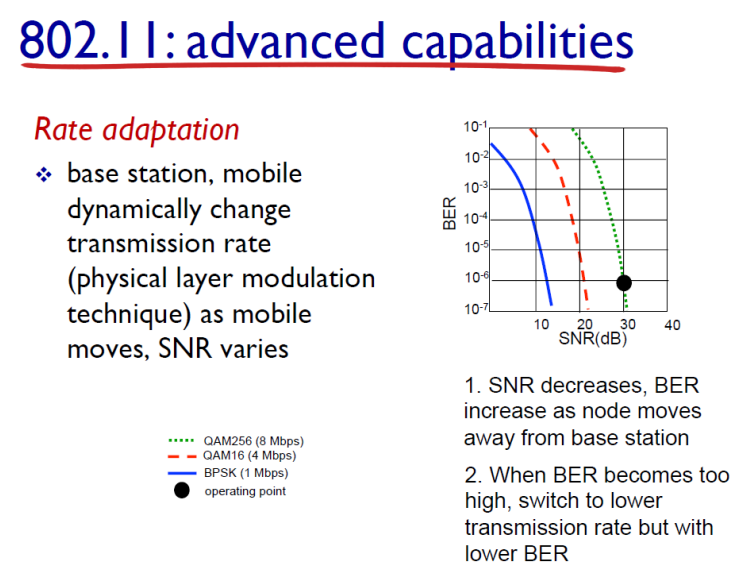 802.11: advanced capabilities
Rate adaptation
❖ base station, mobile
dynamically change
transmission rate
(physical layer modulation
technique) as mobile
moves, SNR varies
QAM256 (8 Mbps)
QAM16 (4 Mbps)
BPSK (1 Mbps)
operating point
10-1
10-2
10-3
10-4
10-5
10-6
10-7
BER
10 20 30 40
SNR(dB)
1. SNR decreases, BER
increase as node moves
away from base station
2. When BER becomes too
high, switch to lower
transmission rate but with
lower BER